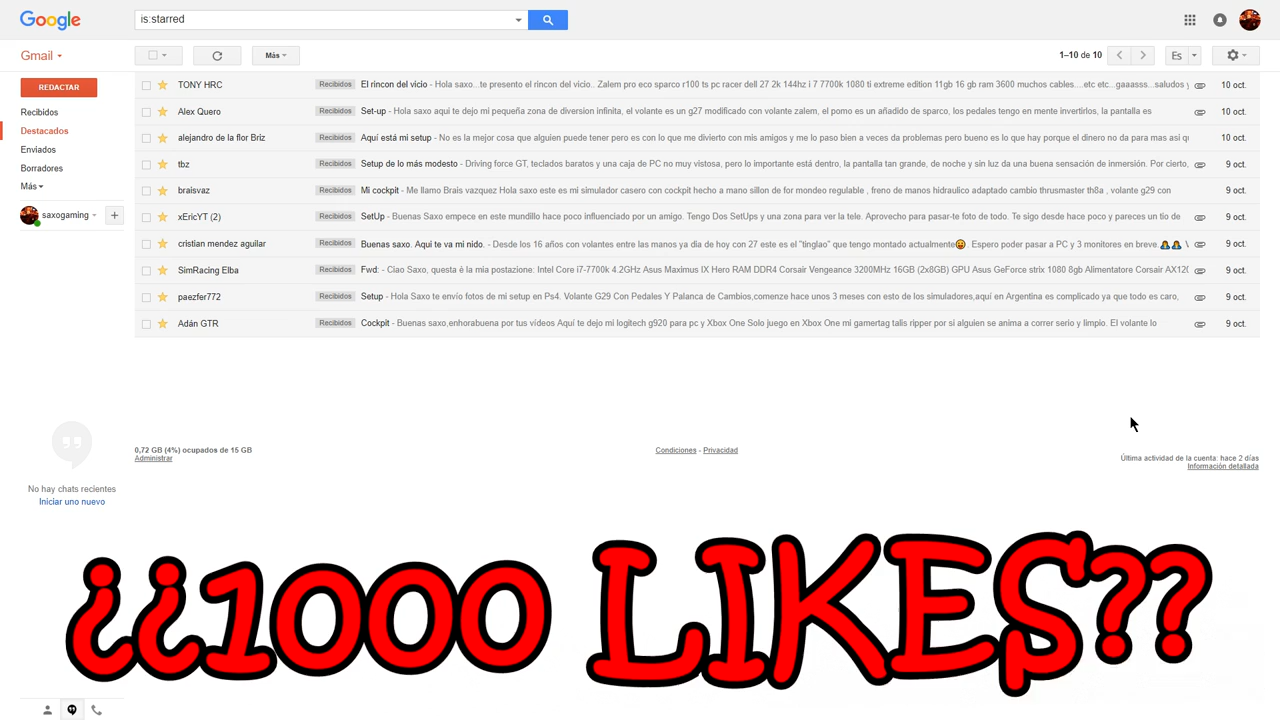 Google
is:starred
Gmail
Más
1–10 de 10
Es
REDACTAR
Recibidos
Destacados
Enviados
Borradores
Más
saxogaming
TONY HRC Recibidos El rincon del vicio - Hola saxo...te presento el rincon del vicio... Zalem pro eco sparco r100 ts pc racer dell 27 2k 144hz i 7 7700k 1080 ti extreme edition 11gb 16 gb ram 3600 muchos cables....etc etc...gaaasss...saludos y 10 oct.
Alex Quero Recibidos Set-up - Hola saxo aqui te dejo mi pequeña zona de diversion infinita, el volante es un g27 modificado con volante zalem, el pomo es un añadido de sparco, los pedales tengo en mente invertirlos, la pantalla es 10 oct.
alejandro de la flor Briz Recibidos Aquí está mi setup - No es la mejor cosa que alguien puede tener pero es con lo que me divierto con mis amigos y me lo paso bien a veces da problemas pero bueno es lo que hay porque el dinero no da para mas así qu 10 oct.
tbz Recibidos Setup de lo más modesto - Driving force GT, teclados baratos y una caja de PC no muy vistosa, pero lo importante está dentro, la pantalla tan grande, de noche y sin luz da una buena sensación de inmersión. Por cierto, 9 oct.
braisvaz Recibidos Mi cockpit - Me llamo Brais vazquez Hola saxo este es mi simulador casero con cockpit hecho a mano sillon de for mondeo regulable , freno de manos hidraulico adaptado cambio thrusmaster th8a , volante g29 con 9 oct.
xEricYT (2) Recibidos SetUp - Buenas Saxo empece en este mundillo hace poco influenciado por un amigo. Tengo Dos SetUps y una zona para ver la tele. Aprovecho para pasar-te foto de todo. Te sigo desde hace poco y pareces un tio de 9 oct.
cristian mendez aguilar Recibidos Buenas saxo. Aqui te va mi nido. - Desde los 16 años con volantes entre las manos ya dia de hoy con 27 este es el "tinglao" que tengo montado actualmente😛. Espero poder pasar a PC y 3 monitores en breve. 9 oct.
SimRacing Elba Recibidos Fwd: - Ciao Saxo, questa è la mia postazione: Intel Core i7-7700k 4.2GHz Asus Maximus IX Hero RAM DDR4 Corsair Vengeance 3200MHz 16GB (2x8GB) GPU Asus GeForce strix 1080 8gb Alimentatore Corsair AX120 9 oct.
paezfer772 Recibidos Setup - Hola Saxo te envío fotos de mi setup en Ps4. Volante G29 Con Pedales Y Palanca de Cambios,comenze hace unos 3 meses con esto de los simuladores,aquí en Argentina es complicado ya que todo es caro, 9 oct.
Adán GTR Recibidos Cockpit - Buenas saxo,enhorabuena por tus vídeos Aquí te dejo mi logitech g920 para pc y Xbox One Solo juego en Xbox One mi gamertag talis ripper por si alguien se anima a correr serio y limpio. El volante lo 9 oct.
0,72 GB (4%) ocupados de 15 GB
Administrar
Condiciones - Privacidad
Última actividad de la cuenta: hace 2 días
Información detallada
No hay chats recientes
Iniciar uno nuevo
¿¿1000 LIKES??